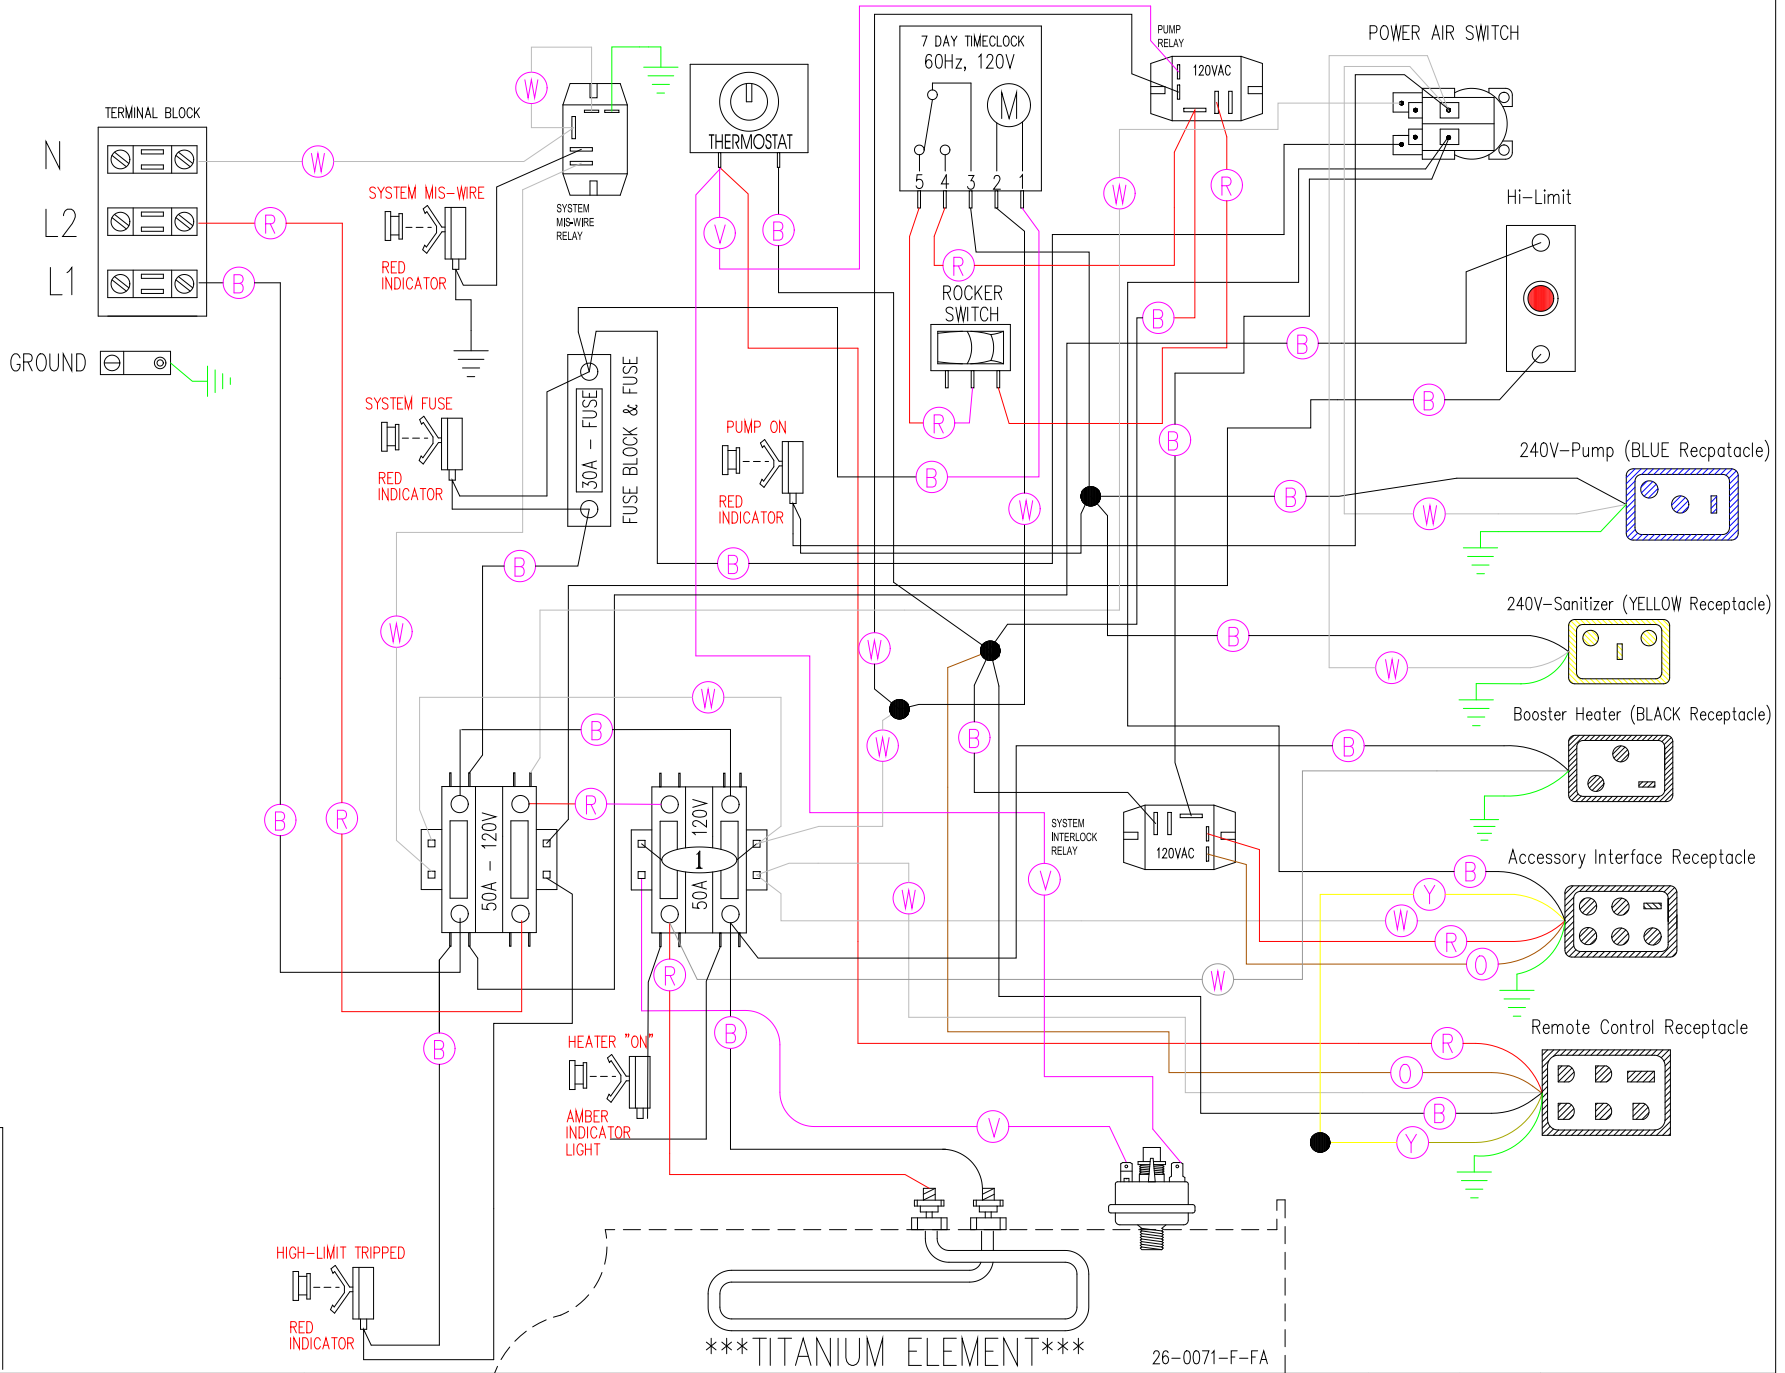 TERMINAL BLOCK
N
L2
L1
GROUND
W
R
B
SYSTEM MIS-WIRE
RED
INDICATOR
W
SYSTEM
MIS-WIRE
RELAY
THERMOSTAT
V
B
7 DAY TIMECLOCK
60Hz, 120V
M
5 4 3 2 1
R
ROCKER
SWITCH
R
B
W
PUMP
RELAY
120VAC
W
R
B
POWER AIR SWITCH
Hi-Limit
B
B
B
SYSTEM FUSE
RED
INDICATOR
30A - FUSE
FUSE BLOCK & FUSE
B
B
PUMP ON
RED
INDICATOR
240V-Pump (BLUE Recpatacle)
B
W
240V-Sanitizer (YELLOW Receptacle)
B
W
Booster Heater (BLACK Receptacle)
B
W
W
W
W
B
B
B
R
R
50A - 120V
50A 120V
1
SYSTEM
INTERLOCK
RELAY
120VAC
V
W
Accessory Interface Receptacle
B
Y
W
R
O
W
Remote Control Receptacle
R
O
B
Y
R
B
B
HEATER "ON"
AMBER
INDICATOR
LIGHT
V
HIGH-LIMIT TRIPPED
RED
INDICATOR
***TITANIUM ELEMENT***
26-0071-F-FA